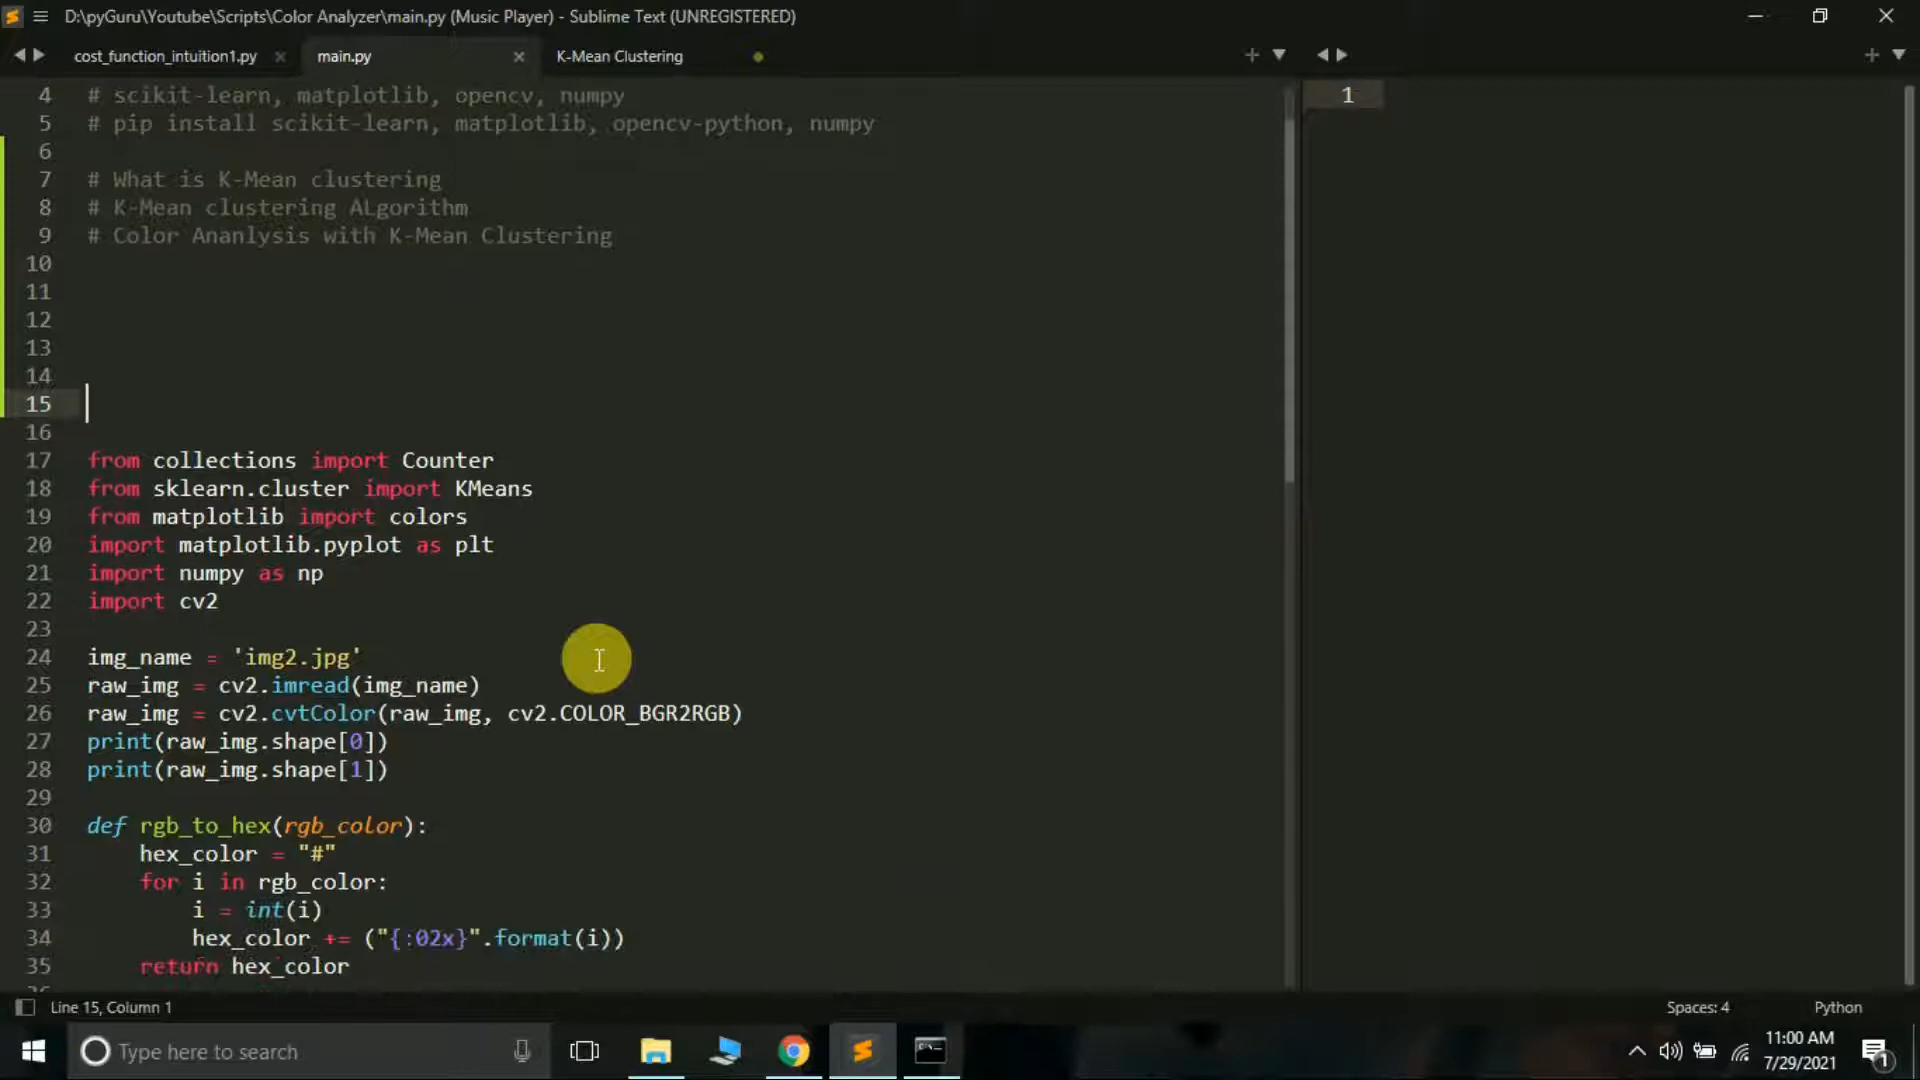 D:\pyGuru\Youtube\Scripts\Color Analyzer\main.py (Music Player) - Sublime Text (UNREGISTERED)
cost_function_intuition1.py
main.py
K-Mean Clustering
4 # scikit-learn, matplotlib, opencv, numpy
5 # pip install scikit-learn, matplotlib, opencv-python, numpy
6
7 # What is K-Mean clustering
8 # K-Mean clustering ALgorithm
9 # Color Ananlysis with K-Mean Clustering
10
11
12
13
14
15
16
17 from collections import Counter
18 from sklearn.cluster import KMeans
19 from matplotlib import colors
20 import matplotlib.pyplot as plt
21 import numpy as np
22 import cv2
23
24 img_name = 'img2.jpg'
25 raw_img = cv2.imread(img_name)
26 raw_img = cv2.cvtColor(raw_img, cv2.COLOR_BGR2RGB)
27 print(raw_img.shape[0])
28 print(raw_img.shape[1])
29
30 def rgb_to_hex(rgb_color):
31 hex_color = "#"
32 for i in rgb_color:
33 i = int(i)
34 hex_color += ("{:02x}".format(i))
35 return hex_color
1
Line 15, Column 1
Spaces: 4
Python
Type here to search
11:00 AM
7/29/2021
1